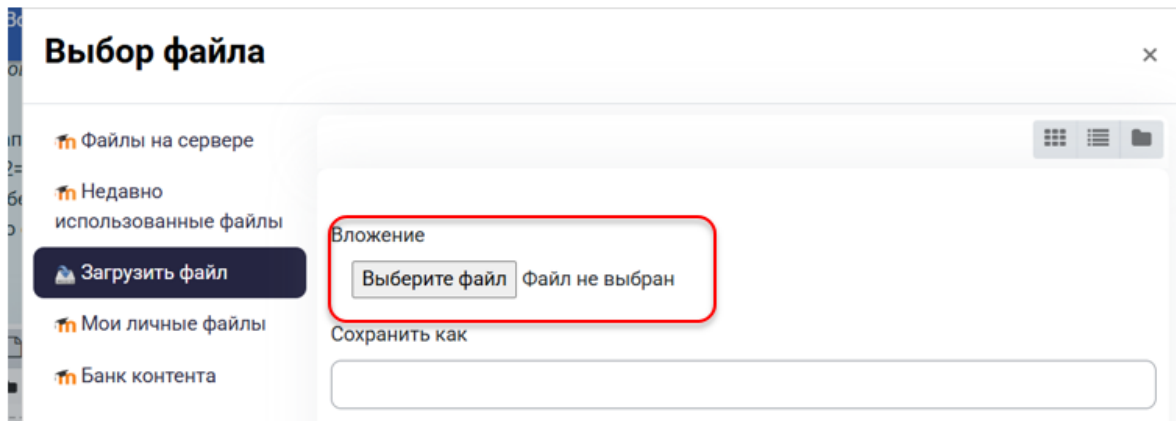 Выбор файла
Файлы на сервере
Недавно
использованные файлы
Загрузить файл
Мои личные файлы
Банк контента
Вложение
Выберите файл Файл не выбран
Сохранить как